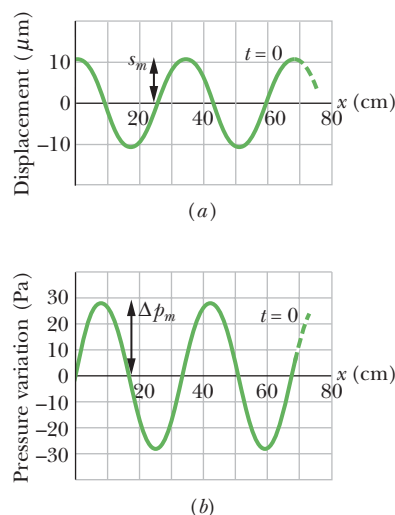 Displacement (μm)
10
0
−10
s_m
t = 0
x (cm)
20
40
60
80
(a)
Pressure variation (Pa)
30
20
10
0
−10
−20
−30
Δp_m
t = 0
x (cm)
20
40
60
80
(b)